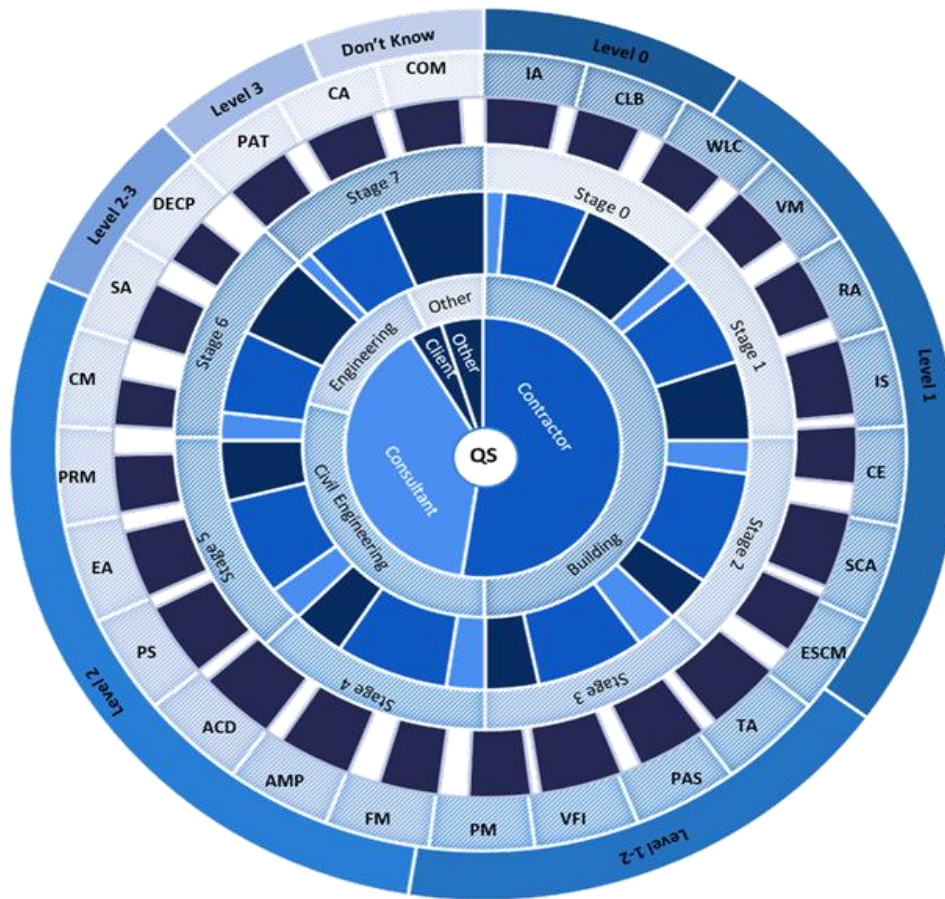 Don't Know
Level 0
Level 3
Level 2-3
Level 1
Level 1-2
Level 2
COM
IA
CLB
WLC
VM
RA
IS
CE
SCA
ESCM
TA
PAS
VFI
PM
FM
AMP
ACD
PS
EA
PRM
CM
SA
DECP
PAT
CA
Stage 0
Stage 1
Stage 2
Stage 3
Stage 4
Stage 5
Stage 6
Stage 7
Other
Building
Civil Engineering
Engineering
Other
Contractor
Consultant
Client
QS